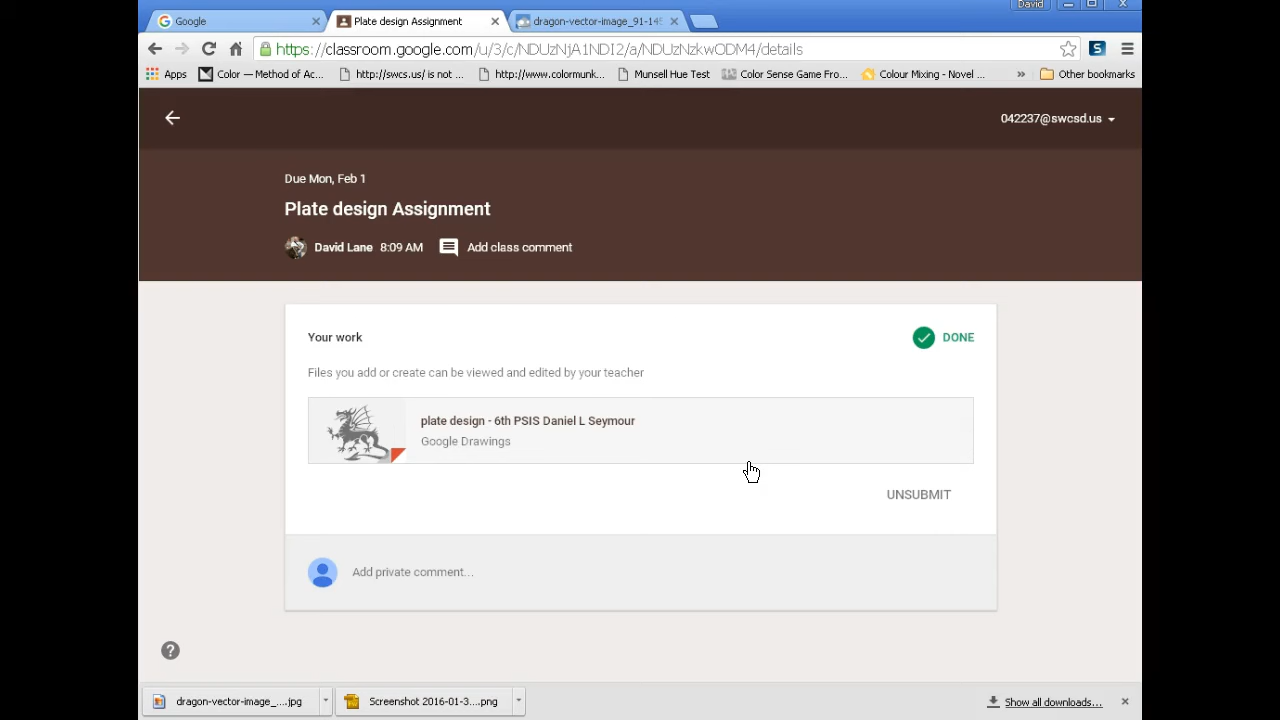 David
Google
Plate design Assignment
dragon-vector-image_91-145
https://classroom.google.com/u/3/c/NDUzNjA1NDI2/a/NDUzNzkwODM4/details
S
Apps
Color — Method of Ac...
http://swcs.us/ is not ...
http://www.colormunk...
Munsell Hue Test
Color Sense Game Fro...
Colour Mixing - Novel ...
»
Other bookmarks
042237@swcsd.us
Due Mon, Feb 1
Plate design Assignment
David Lane 8:09 AM Add class comment
Your work
DONE
Files you add or create can be viewed and edited by your teacher
plate design - 6th PSIS Daniel L Seymour
Google Drawings
UNSUBMIT
Add private comment...
?
dragon-vector-image_....jpg
Screenshot 2016-01-3....png
Show all downloads...